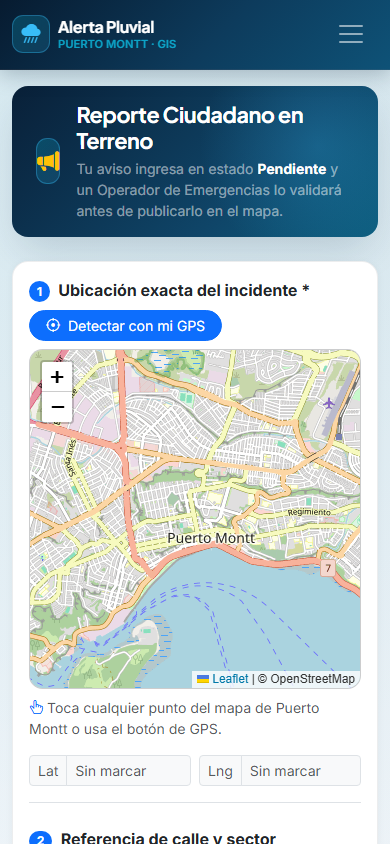 Alerta Pluvial
PUERTO MONTT · GIS
Reporte Ciudadano en
Terreno
Tu aviso ingresa en estado Pendiente y
un Operador de Emergencias lo validará
antes de publicarlo en el mapa.
1 Ubicación exacta del incidente *
Detectar con mi GPS
+
−
Santa Inés
Regimiento
Puerto Montt
7
Leaflet | © OpenStreetMap
Toca cualquier punto del mapa de Puerto
Montt o usa el botón de GPS.
Lat Sin marcar Lng Sin marcar
2 Referencia de calle y sector